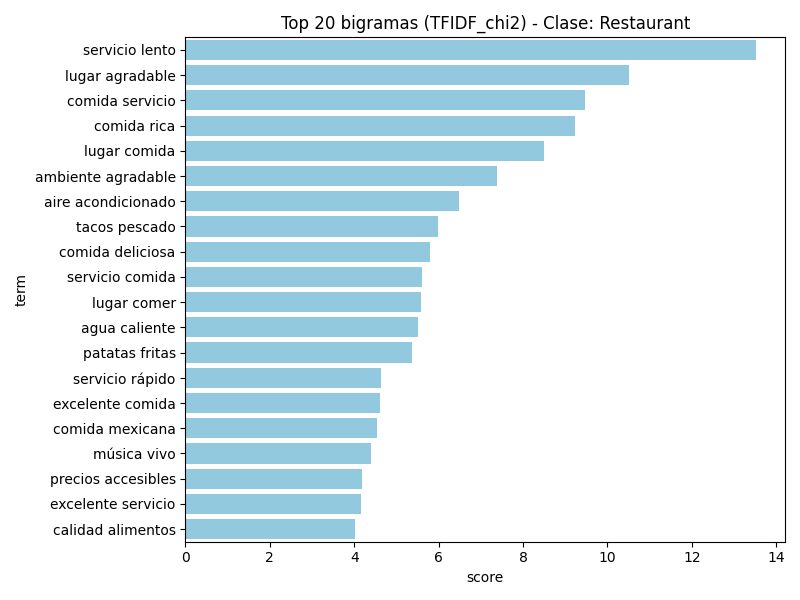 Top 20 bigramas (TFIDF_chi2) - Clase: Restaurant
servicio lento
lugar agradable
comida servicio
comida rica
lugar comida
ambiente agradable
aire acondicionado
tacos pescado
comida deliciosa
servicio comida
lugar comer
agua caliente
patatas fritas
servicio rápido
excelente comida
comida mexicana
música vivo
precios accesibles
excelente servicio
calidad alimentos
term
0 2 4 6 8 10 12 14
score